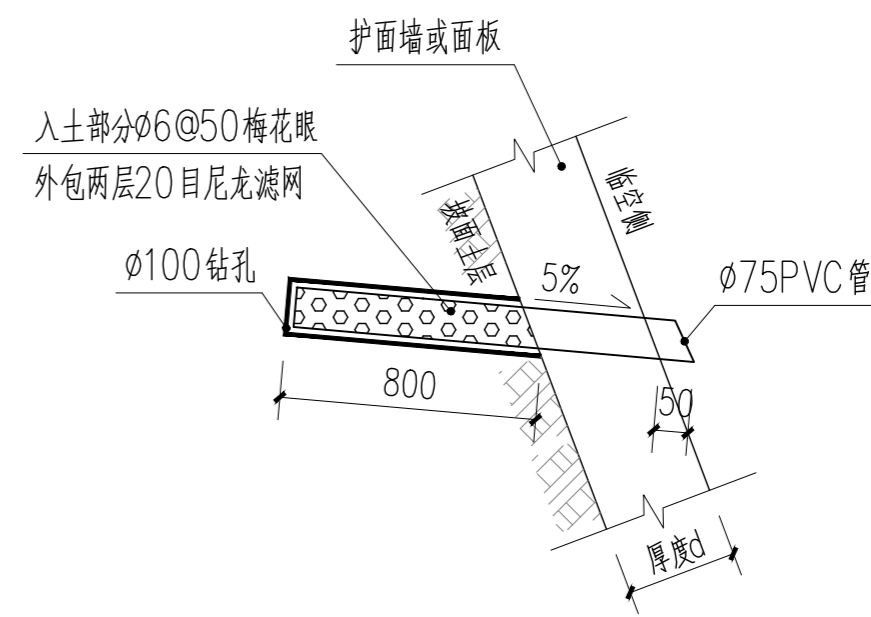 护面墙或面板
入土部分Ø6@50梅花眼
外包两层20目尼龙滤网
临空侧
坡面土层
Ø100钻孔
5%
Ø75PVC管
800
50
厚度d